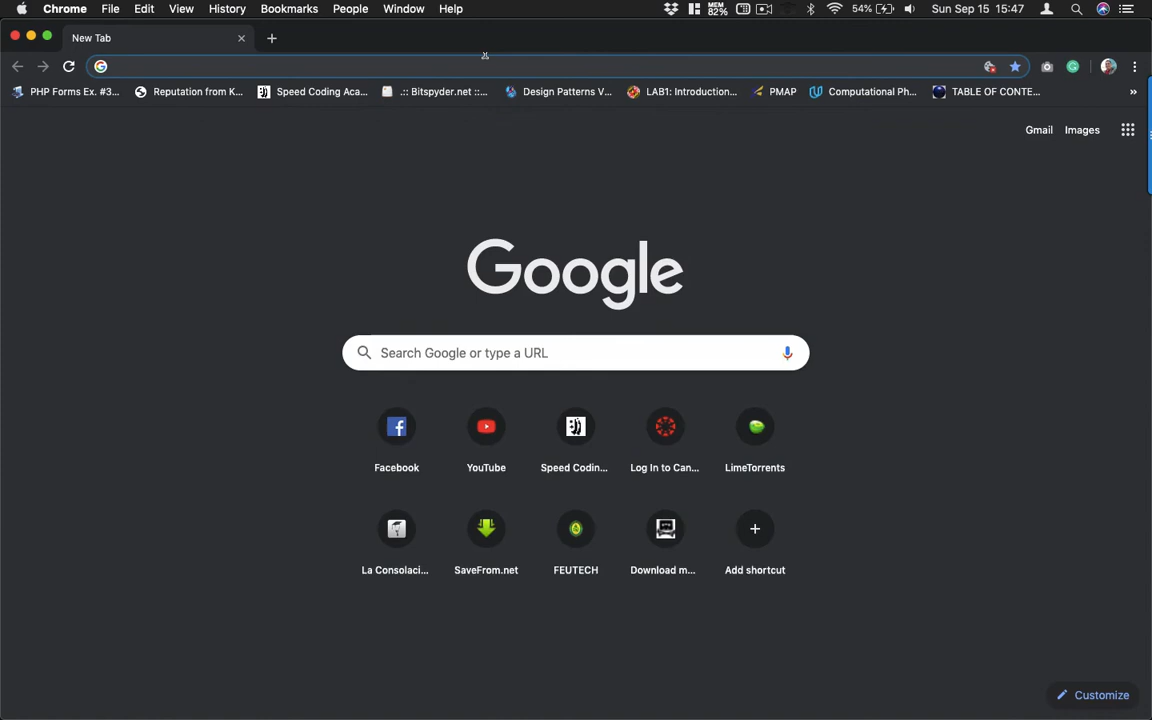 Chrome File Edit View History Bookmarks People Window Help MEM 82% 54% Sun Sep 15 15:47
New Tab
PHP Forms Ex. #3... Reputation from K... Speed Coding Aca... .:: Bitspyder.net ::... Design Patterns V... LAB1: Introduction... PMAP Computational Ph... TABLE OF CONTE... »
Gmail Images
Google
Search Google or type a URL
Facebook YouTube Speed Codin... Log In to Can... LimeTorrents
La Consolaci... SaveFrom.net FEUTECH Download m... Add shortcut
Customize